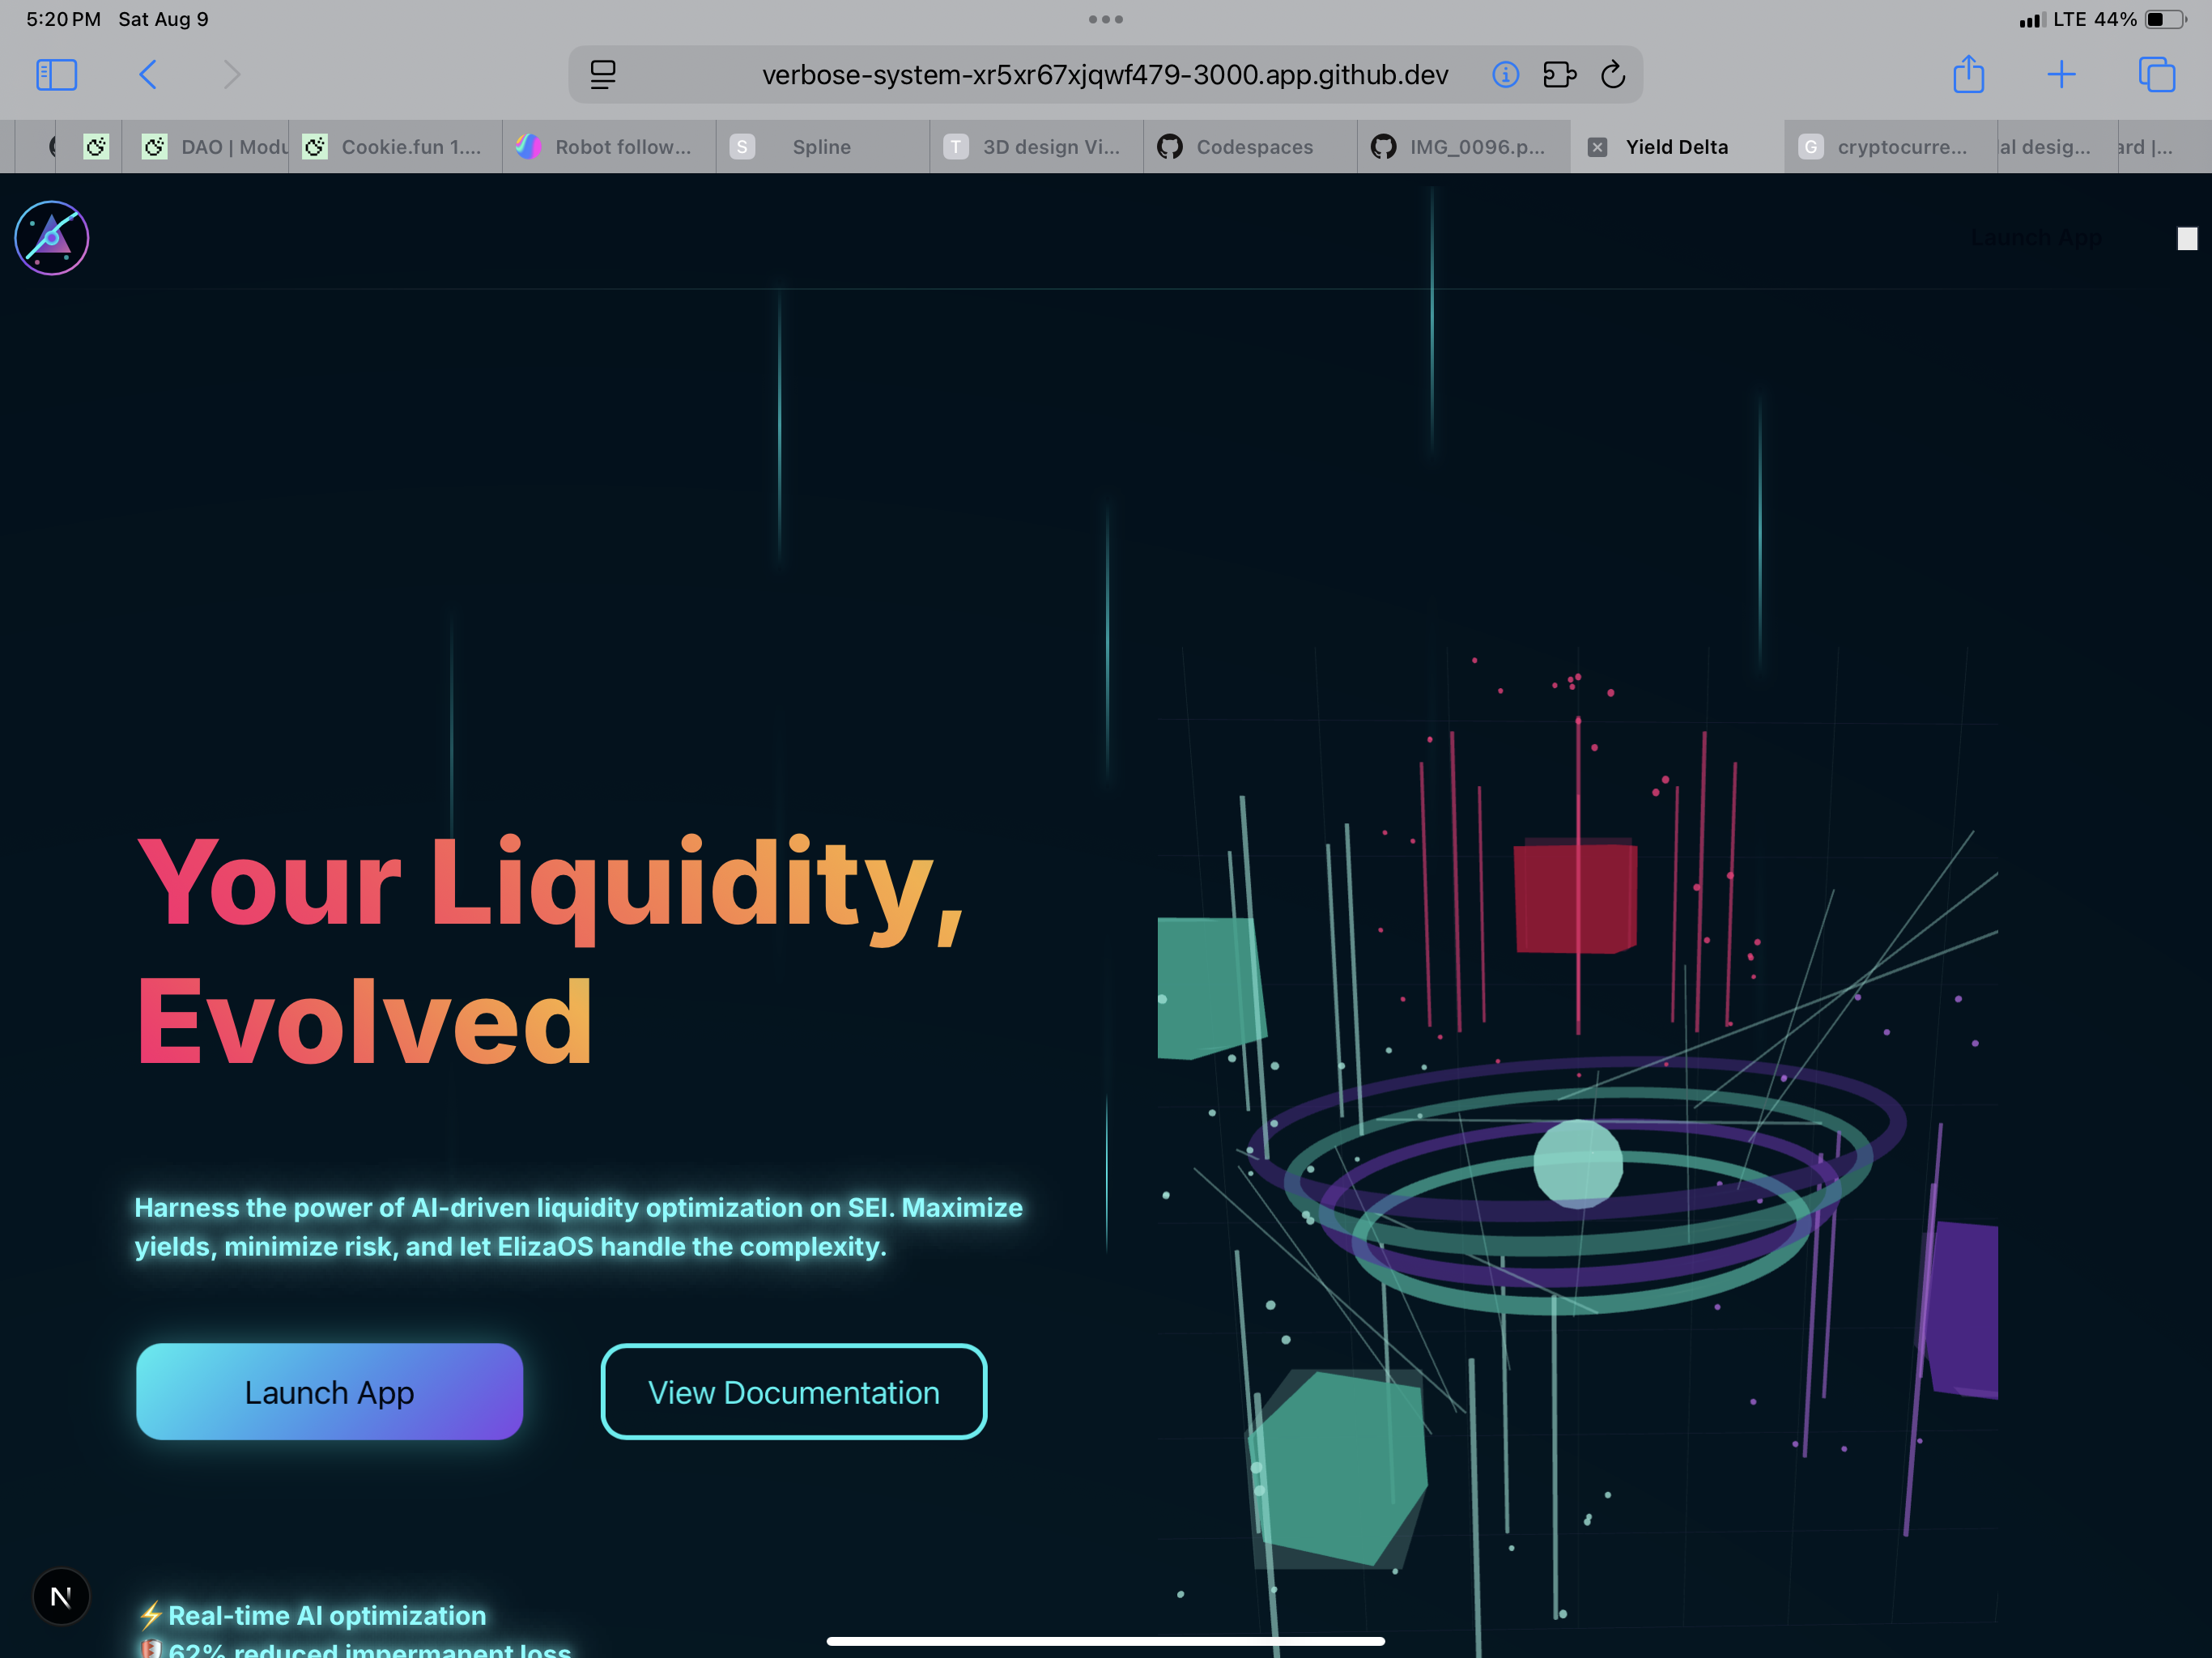 5:20 PM Sat Aug 9
LTE 44%
verbose-system-xr5xr67xjqwf479-3000.app.github.dev
DAO | Modu
Cookie.fun 1....
Robot follow...
S Spline
T 3D design Vi...
Codespaces
IMG_0096.p...
Yield Delta
G cryptocurre...
al desig...
ard |...
Launch App
Your Liquidity,
Evolved
Harness the power of AI-driven liquidity optimization on SEI. Maximize
yields, minimize risk, and let ElizaOS handle the complexity.
Launch App
View Documentation
N
⚡ Real-time AI optimization
62% reduced impermanent loss